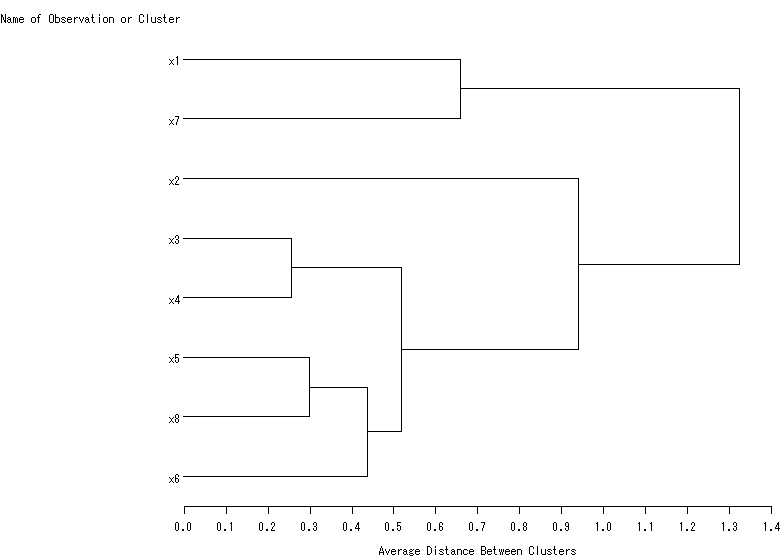 Name of Observation or Cluster
x1
x7
x2
x3
x4
x5
x8
x6
0.0 0.1 0.2 0.3 0.4 0.5 0.6 0.7 0.8 0.9 1.0 1.1 1.2 1.3 1.4
Average Distance Between Clusters